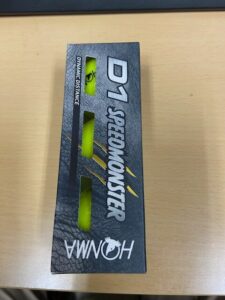 D1 SPEEDMONSTER
DYNAMIC DISTANCE
HONMA